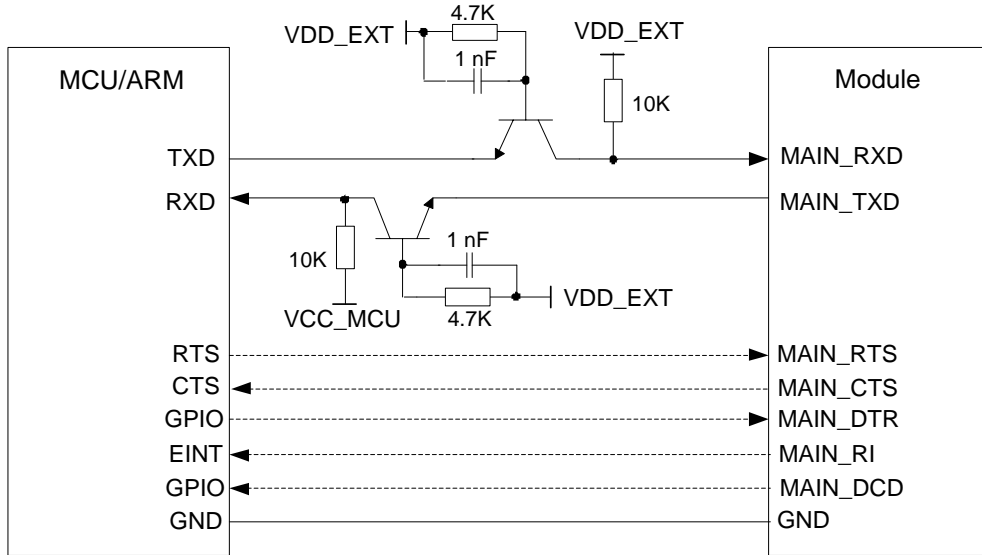 4.7K
VDD_EXT
VDD_EXT
1 nF
MCU/ARM
Module
10K
TXD
MAIN_RXD
RXD
MAIN_TXD
1 nF
10K
VDD_EXT
VCC_MCU
4.7K
RTS
MAIN_RTS
CTS
MAIN_CTS
GPIO
MAIN_DTR
EINT
MAIN_RI
GPIO
MAIN_DCD
GND
GND